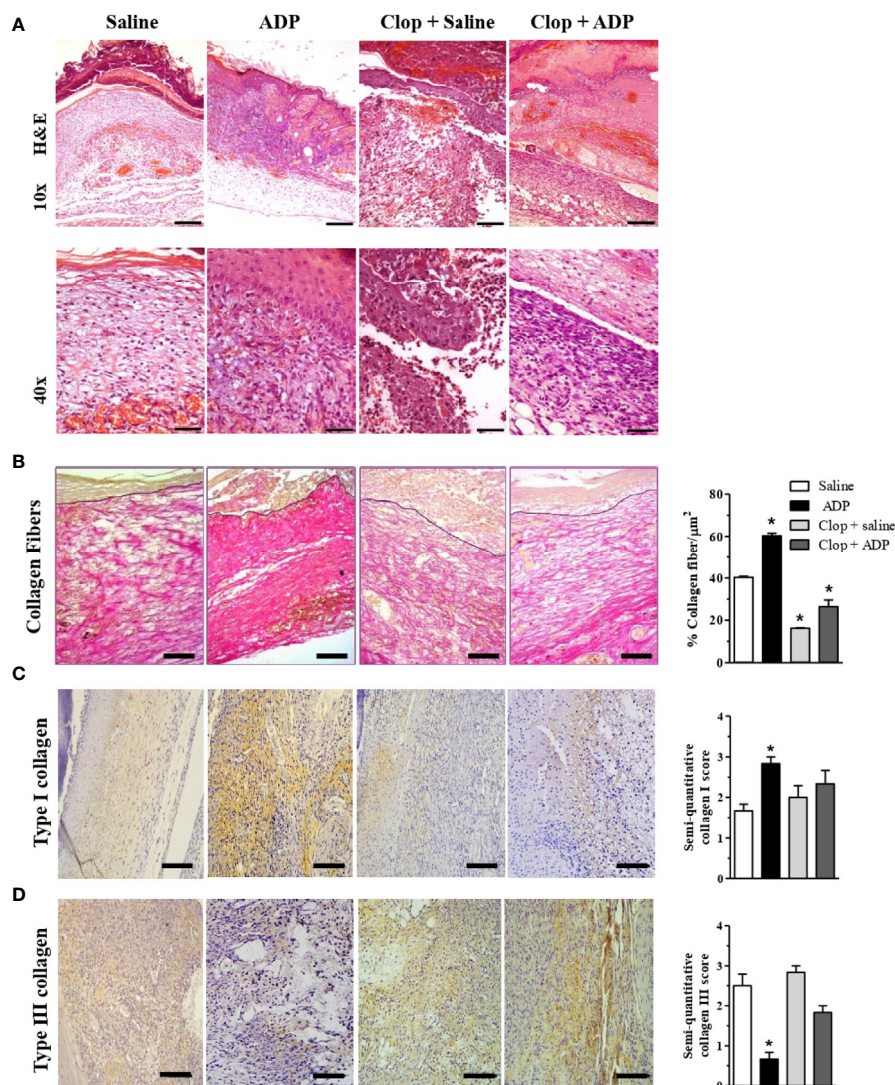 A
Saline
ADP
Clop + Saline
Clop + ADP
H&E
10x
40x
B
Collagen Fibers
% Collagen fiber/μm²
80
60
40
20
0
Saline
ADP
Clop + saline
Clop + ADP
*
*
*
C
Type I collagen
Semi-quantitative
collagen I score
4
3
2
1
0
*
D
Type III collagen
Semi-quantitative
collagen III score
4
3
2
1
0
*